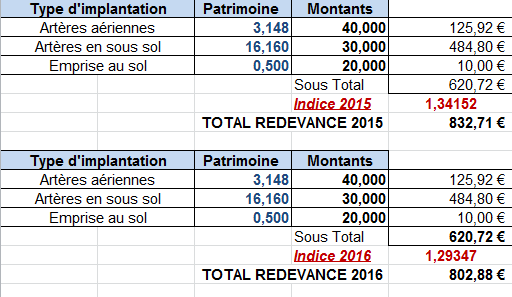 Type d'implantation Patrimoine Montants
Artères aériennes 3,148 40,000 125,92 €
Artères en sous sol 16,160 30,000 484,80 €
Emprise au sol 0,500 20,000 10,00 €
Sous Total 620,72 €
Indice 2015 1,34152
TOTAL REDEVANCE 2015 832,71 €
Type d'implantation Patrimoine Montants
Artères aériennes 3,148 40,000 125,92 €
Artères en sous sol 16,160 30,000 484,80 €
Emprise au sol 0,500 20,000 10,00 €
Sous Total 620,72 €
Indice 2016 1,29347
TOTAL REDEVANCE 2016 802,88 €